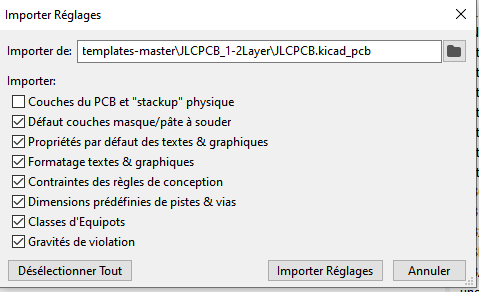 Importer Réglages
Importer de: templates-master\JLCPCB_1-2Layer\JLCPCB.kicad_pcb
Importer:
Couches du PCB et "stackup" physique
Défaut couches masque/pâte à souder
Propriétés par défaut des textes & graphiques
Formatage textes & graphiques
Contraintes des règles de conception
Dimensions prédéfinies de pistes & vias
Classes d'Equipots
Gravités de violation
Désélectionner Tout Importer Réglages Annuler